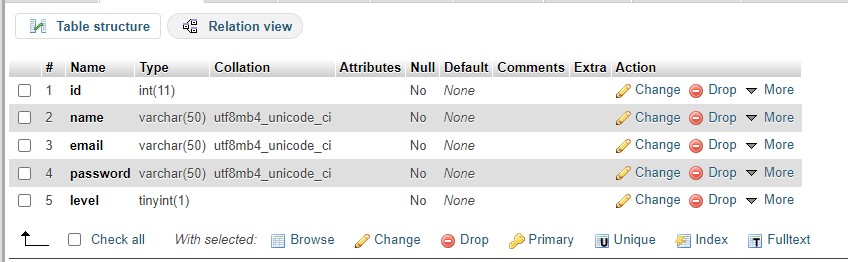 Table structure Relation view
# Name Type Collation Attributes Null Default Comments Extra Action
1 id int(11) No None Change Drop More
2 name varchar(50) utf8mb4_unicode_ci No None Change Drop More
3 email varchar(50) utf8mb4_unicode_ci No None Change Drop More
4 password varchar(50) utf8mb4_unicode_ci No None Change Drop More
5 level tinyint(1) No None Change Drop More
Check all With selected: Browse Change Drop Primary U Unique Index T Fulltext